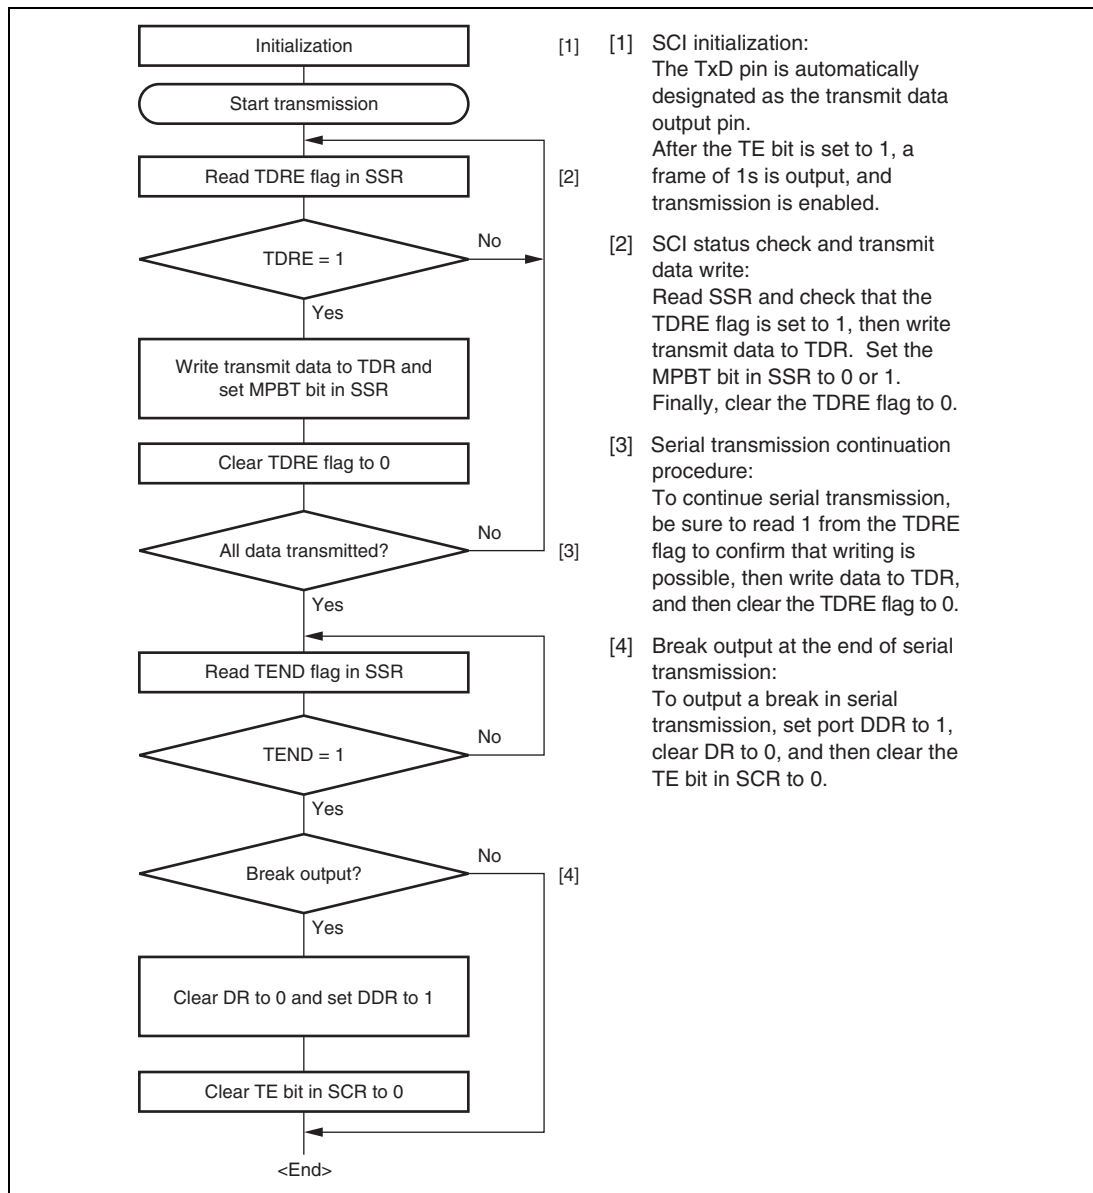 Initialization
[1]
Start transmission
Read TDRE flag in SSR
[2]
No
TDRE = 1
Yes
Write transmit data to TDR and
set MPBT bit in SSR
Clear TDRE flag to 0
No
All data transmitted?
[3]
Yes
Read TEND flag in SSR
No
TEND = 1
Yes
No
Break output?
[4]
Yes
Clear DR to 0 and set DDR to 1
Clear TE bit in SCR to 0
<End>
[1] SCI initialization:
The TxD pin is automatically
designated as the transmit data
output pin.
After the TE bit is set to 1, a
frame of 1s is output, and
transmission is enabled.
[2] SCI status check and transmit
data write:
Read SSR and check that the
TDRE flag is set to 1, then write
transmit data to TDR. Set the
MPBT bit in SSR to 0 or 1.
Finally, clear the TDRE flag to 0.
[3] Serial transmission continuation
procedure:
To continue serial transmission,
be sure to read 1 from the TDRE
flag to confirm that writing is
possible, then write data to TDR,
and then clear the TDRE flag to 0.
[4] Break output at the end of serial
transmission:
To output a break in serial
transmission, set port DDR to 1,
clear DR to 0, and then clear the
TE bit in SCR to 0.